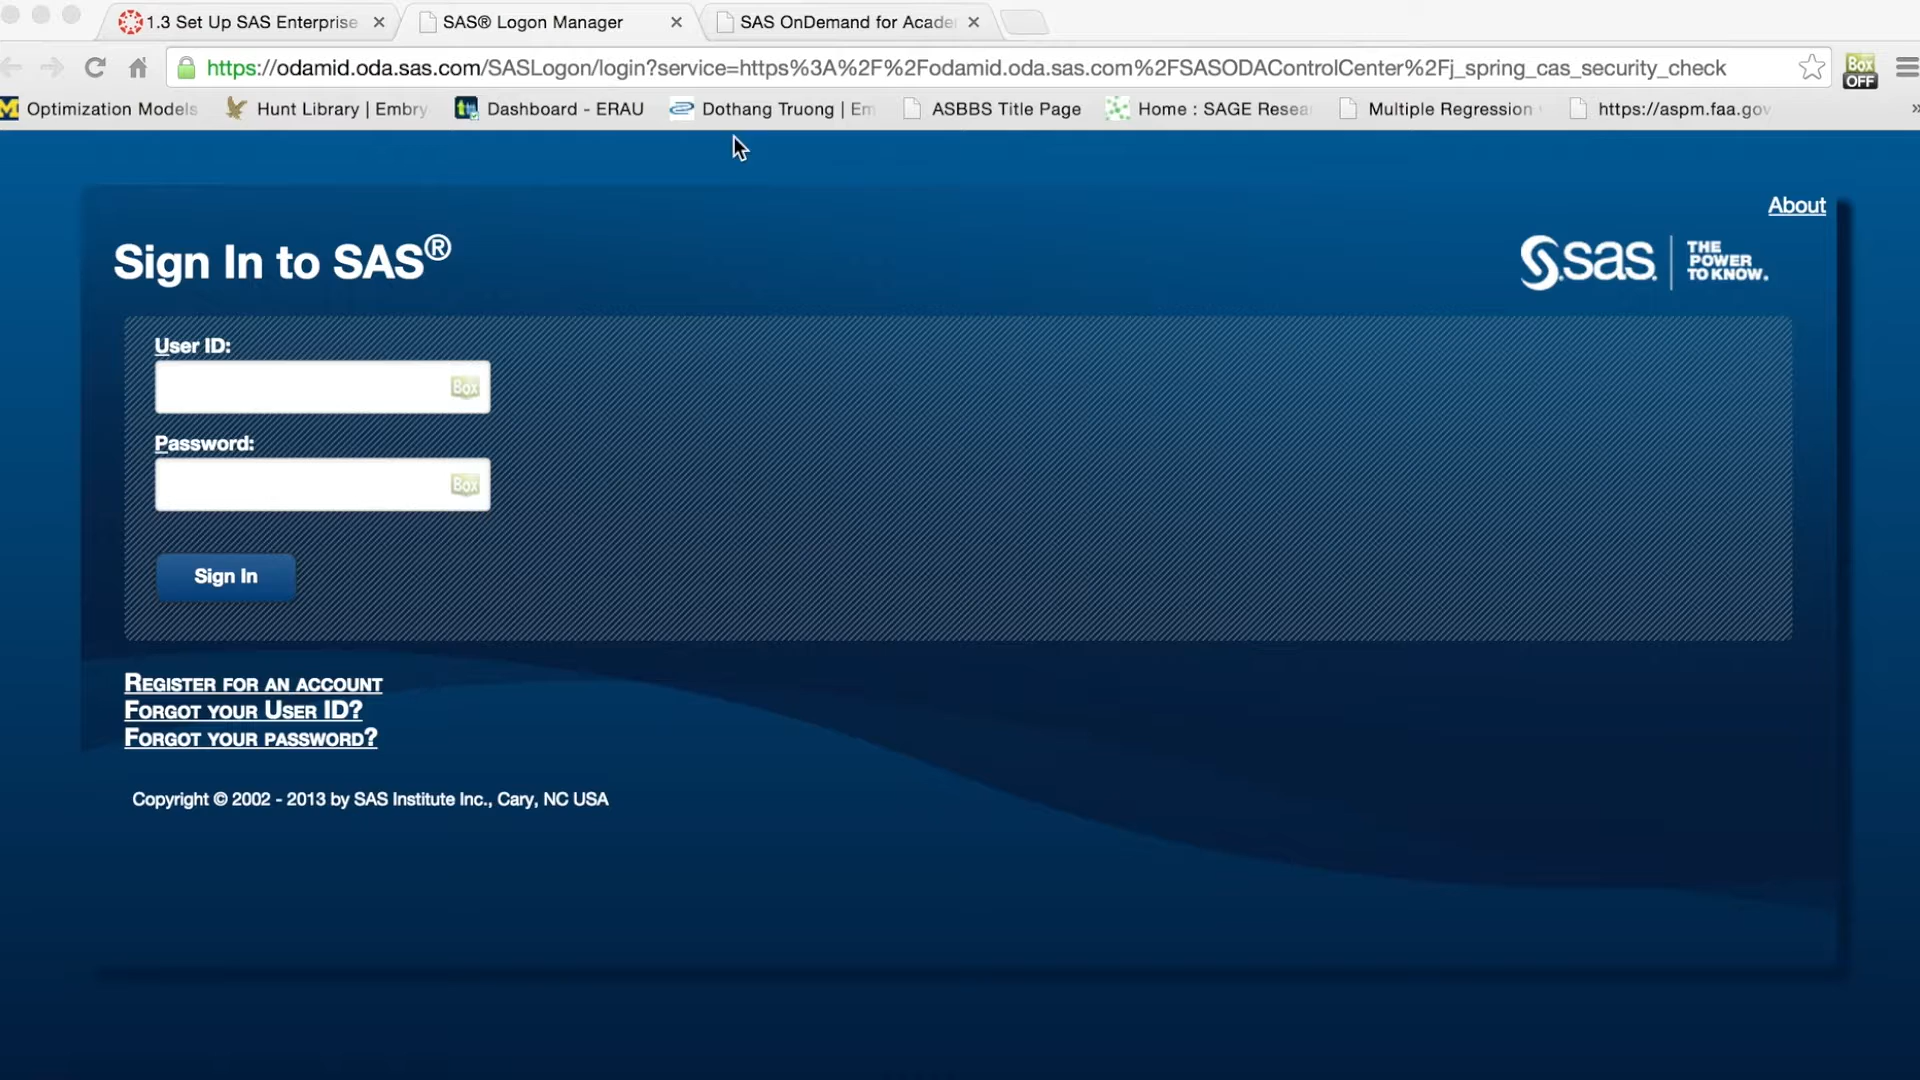 1.3 Set Up SAS Enterprise
SAS® Logon Manager
SAS OnDemand for Acade
https://odamid.oda.sas.com/SASLogon/login?service=https%3A%2F%2Fodamid.oda.sas.com%2FSASODAControlCenter%2Fj_spring_cas_security_check
Box
OFF
M Optimization Models
Hunt Library | Embry
Dashboard - ERAU
Dothang Truong | Em
ASBBS Title Page
Home : SAGE Resea
Multiple Regression
https://aspm.faa.gov
About
Sign In to SAS®
sas
THE
POWER
TO KNOW.
User ID:
Box
Password:
Box
Sign In
REGISTER FOR AN ACCOUNT
FORGOT YOUR USER ID?
FORGOT YOUR PASSWORD?
Copyright © 2002 - 2013 by SAS Institute Inc., Cary, NC USA